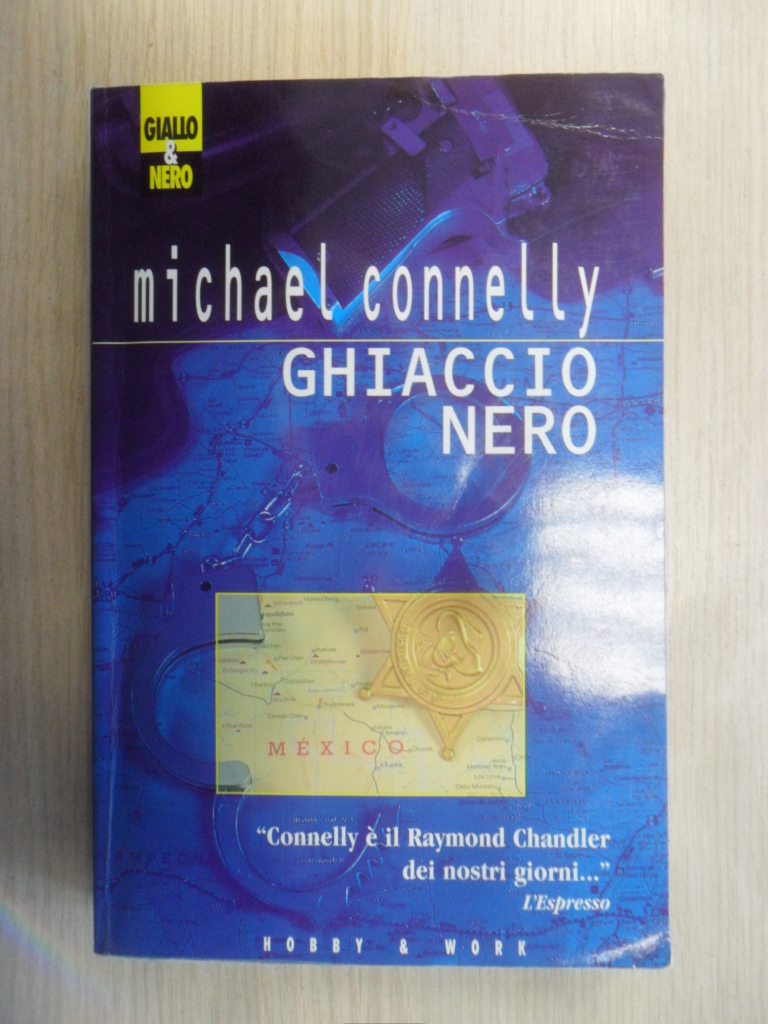 GIALLO
&
NERO
michael connelly
GHIACCIO
NERO
MÉXICO
"Connelly è il Raymond Chandler
dei nostri giorni..."
L'Espresso
HOBBY & WORK